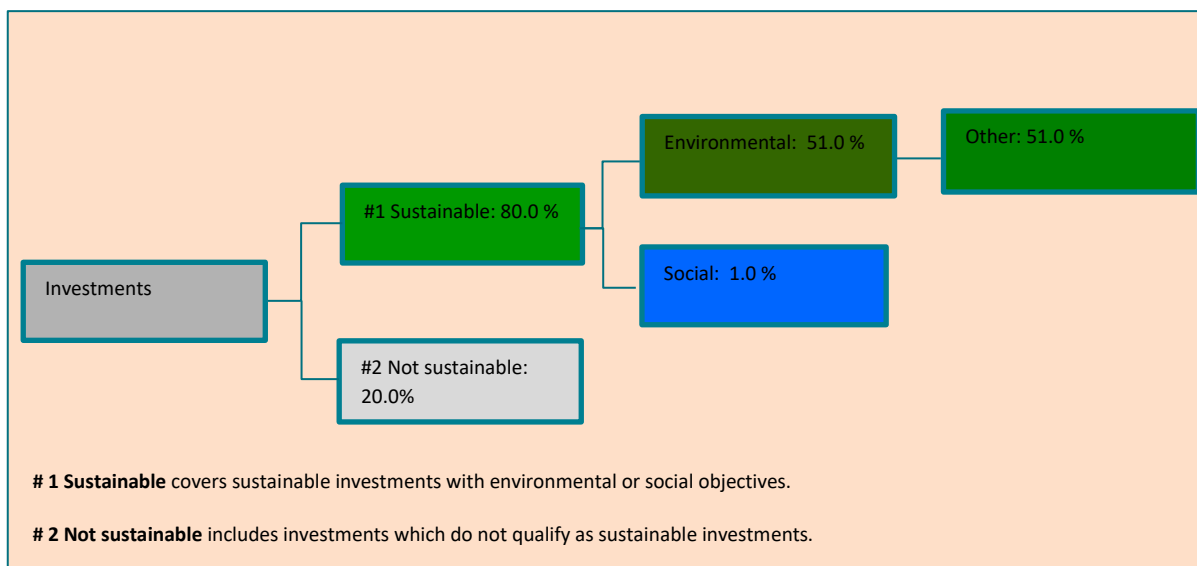 Environmental:  51.0 %
Other: 51.0 %
#1 Sustainable: 80.0 %
Social:  1.0 %
Investments
#2 Not sustainable:
20.0%
# 1 Sustainable covers sustainable investments with environmental or social objectives.
# 2 Not sustainable includes investments which do not qualify as sustainable investments.